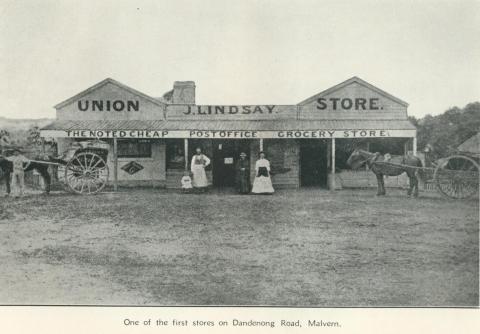 UNION
STORE.
J. LINDSAY.
THE NOTED CHEAP POST OFFICE GROCERY STORE.
One of the first stores on Dandenong Road, Malvern.